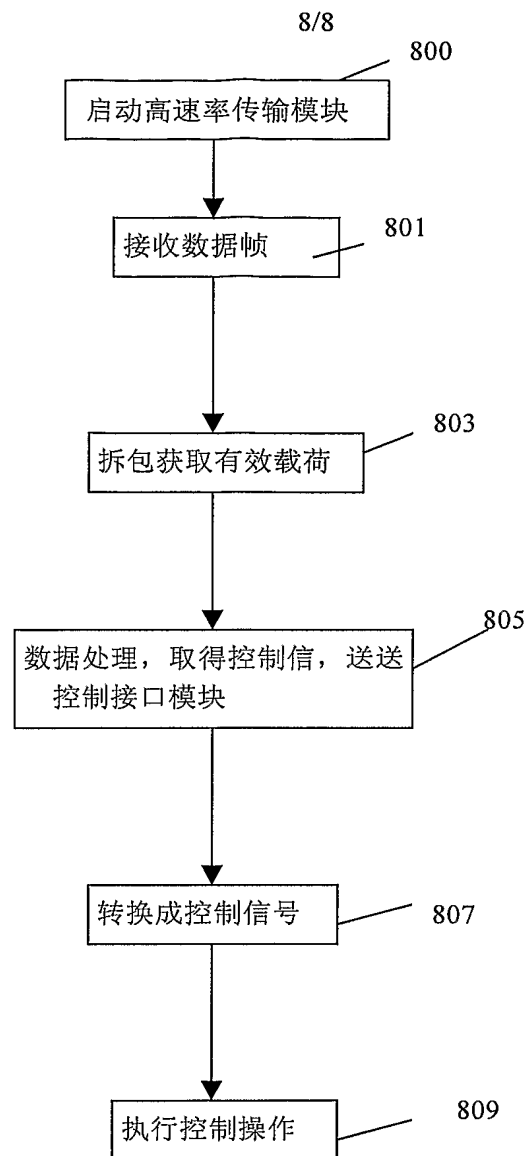 8/8
800
启动高速率传输模块
接收数据帧
801
803
拆包获取有效载荷
805
数据处理，取得控制信，送送
控制接口模块
转换成控制信号
807
执行控制操作
809